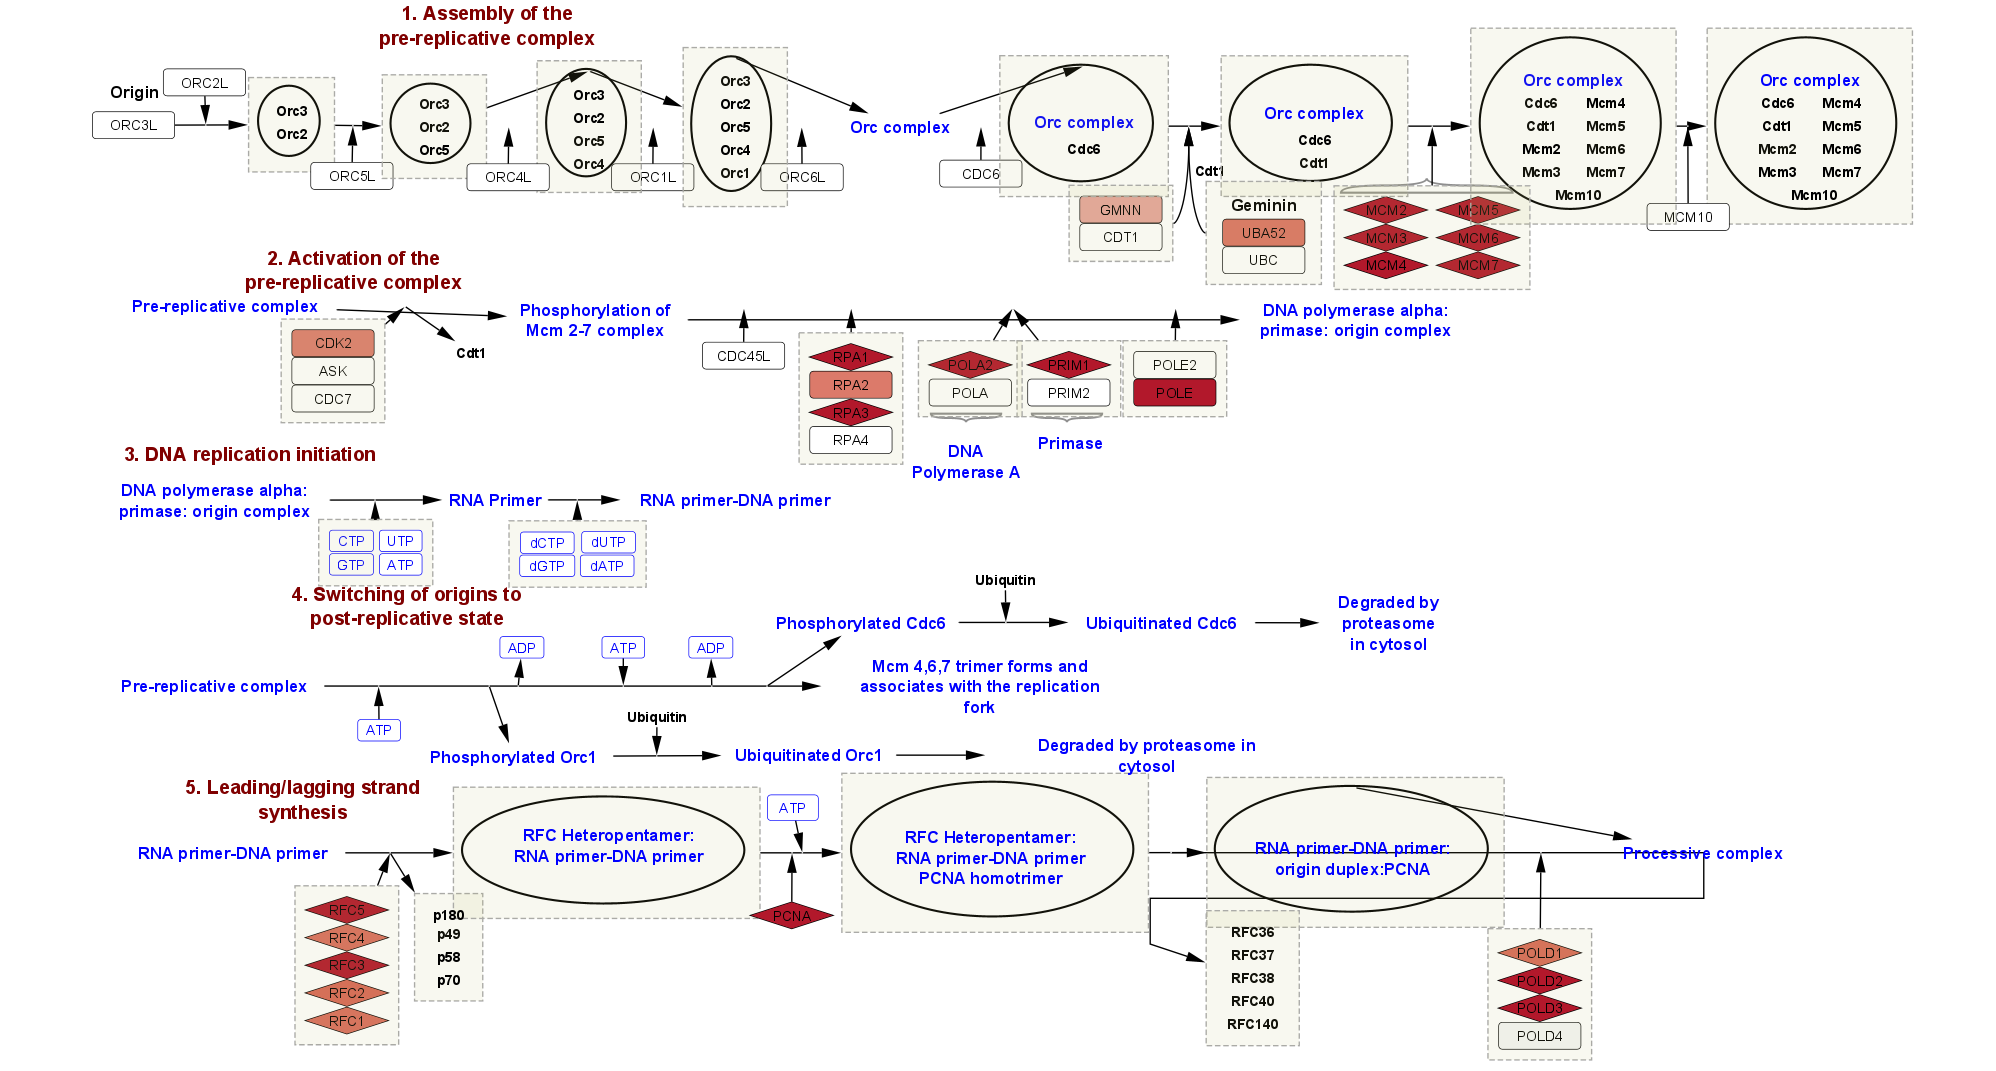 1. Assembly of the
pre-replicative complex
Origin
ORC2L
ORC3L
Orc3
Orc2
ORC5L
Orc3
Orc2
Orc5
ORC4L
Orc3
Orc2
Orc5
Orc4
ORC1L
Orc3
Orc2
Orc5
Orc4
Orc1
ORC6L
Orc complex
CDC6
Orc complex
Cdc6
Cdt1
GMNN
CDT1
Geminin
UBA52
UBC
Orc complex
Cdc6
Cdt1
MCM2 MCM5
MCM3 MCM6
MCM4 MCM7
Orc complex
Cdc6 Mcm4
Cdt1 Mcm5
Mcm2 Mcm6
Mcm3 Mcm7
Mcm10
MCM10
Orc complex
Cdc6 Mcm4
Cdt1 Mcm5
Mcm2 Mcm6
Mcm3 Mcm7
Mcm10
2. Activation of the
pre-replicative complex
Pre-replicative complex
CDK2
ASK
CDC7
Cdt1
Phosphorylation of
Mcm 2-7 complex
CDC45L
RPA1
RPA2
RPA3
RPA4
POLA2
POLA
DNA
Polymerase A
PRIM1
PRIM2
Primase
POLE2
POLE
DNA polymerase alpha:
primase: origin complex
3. DNA replication initiation
DNA polymerase alpha:
primase: origin complex
CTP UTP
GTP ATP
RNA Primer
dCTP dUTP
dGTP dATP
RNA primer-DNA primer
4. Switching of origins to
post-replicative state
Pre-replicative complex
ATP
ADP
ATP
ADP
Phosphorylated Cdc6
Ubiquitin
Ubiquitinated Cdc6
Degraded by
proteasome
in cytosol
Mcm 4,6,7 trimer forms and
associates with the replication
fork
Phosphorylated Orc1
Ubiquitin
Ubiquitinated Orc1
Degraded by proteasome in
cytosol
5. Leading/lagging strand
synthesis
RNA primer-DNA primer
RFC5
RFC4
RFC3
RFC2
RFC1
p180
p49
p58
p70
RFC Heteropentamer:
RNA primer-DNA primer
ATP
PCNA
RFC Heteropentamer:
RNA primer-DNA primer
PCNA homotrimer
RNA primer-DNA primer:
origin duplex:PCNA
Processive complex
RFC36
RFC37
RFC38
RFC40
RFC140
POLD1
POLD2
POLD3
POLD4